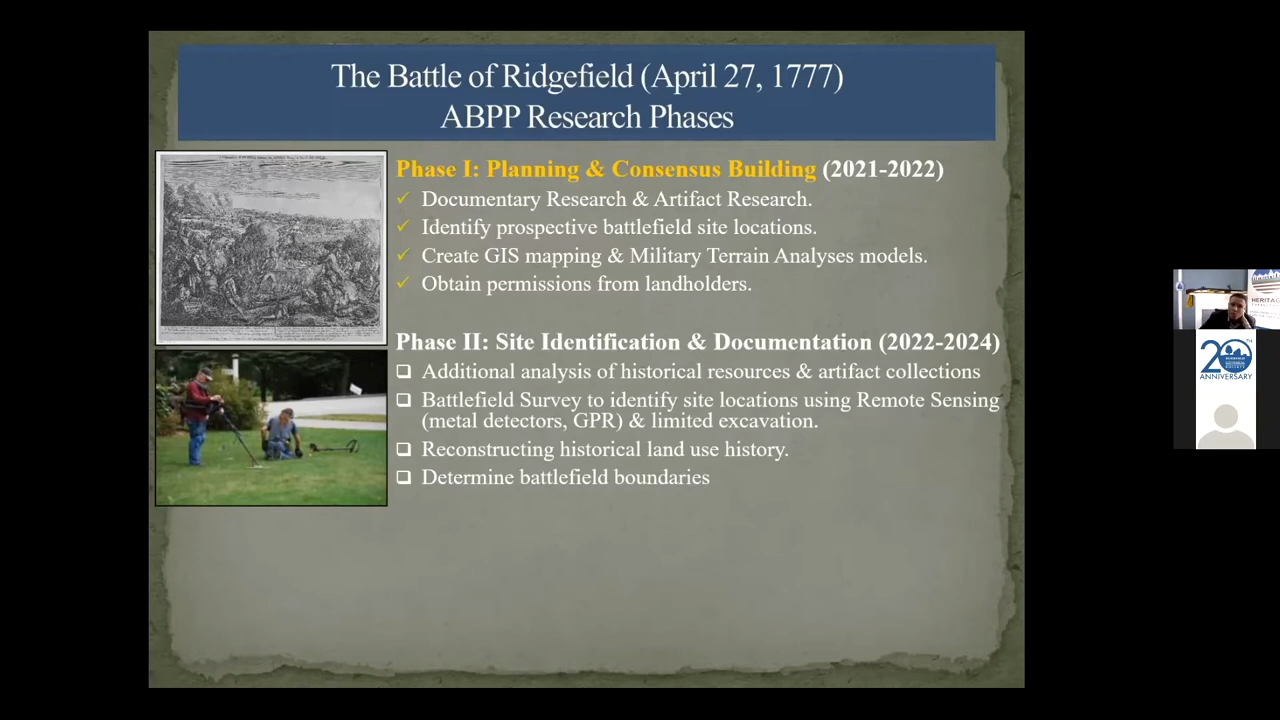 The Battle of Ridgefield (April 27, 1777)
ABPP Research Phases
Phase I: Planning & Consensus Building (2021-2022)
Documentary Research & Artifact Research.
Identify prospective battlefield site locations.
Create GIS mapping & Military Terrain Analyses models.
Obtain permissions from landholders.
Phase II: Site Identification & Documentation (2022-2024)
Additional analysis of historical resources & artifact collections
Battlefield Survey to identify site locations using Remote Sensing
(metal detectors, GPR) & limited excavation.
Reconstructing historical land use history.
Determine battlefield boundaries
HERITAG
20TH
ANNIVERSARY